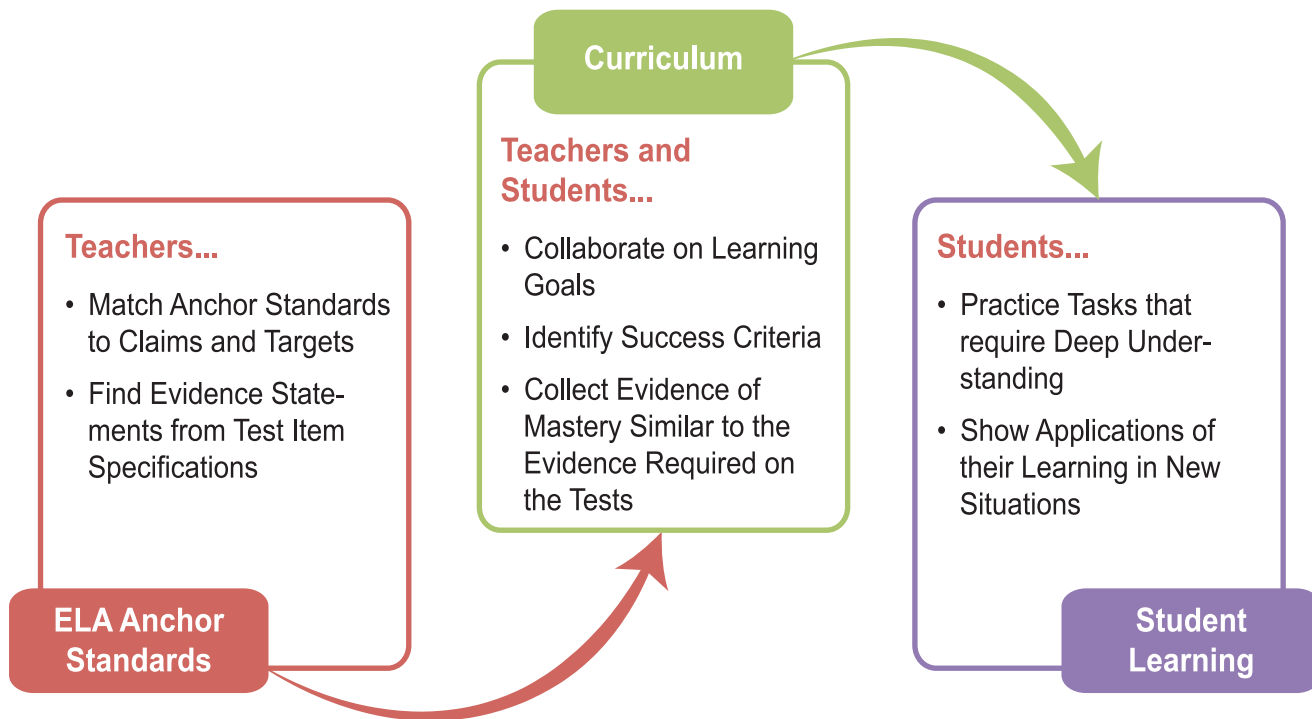 Teachers...
• Match Anchor Standards
to Claims and Targets
• Find Evidence State-
ments from Test Item
Specifications
ELA Anchor
Standards
Curriculum
Teachers and
Students...
• Collaborate on Learning
Goals
• Identify Success Criteria
• Collect Evidence of
Mastery Similar to the
Evidence Required on
the Tests
Students...
• Practice Tasks that
require Deep Under-
standing
• Show Applications of
their Learning in New
Situations
Student
Learning